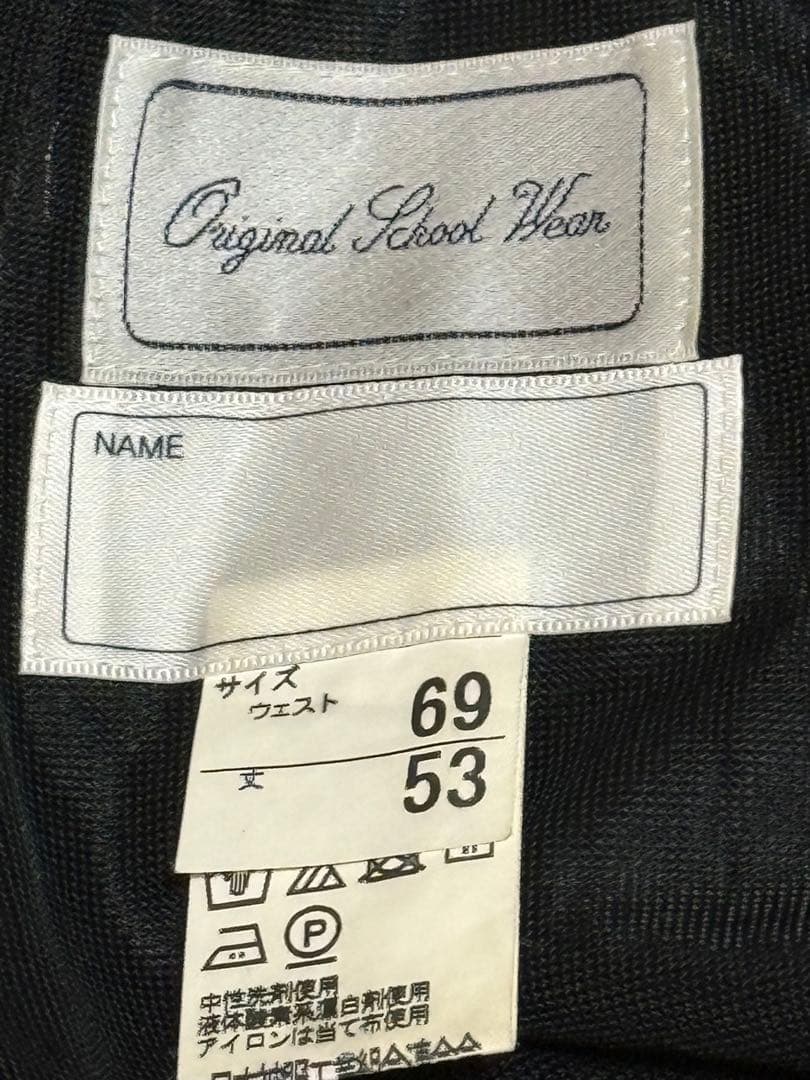 Original School Wear
NAME
サイズ
ウェスト 69
丈 53
P
中性洗剤使用
液体酸素系漂白剤使用
アイロンは当て布使用